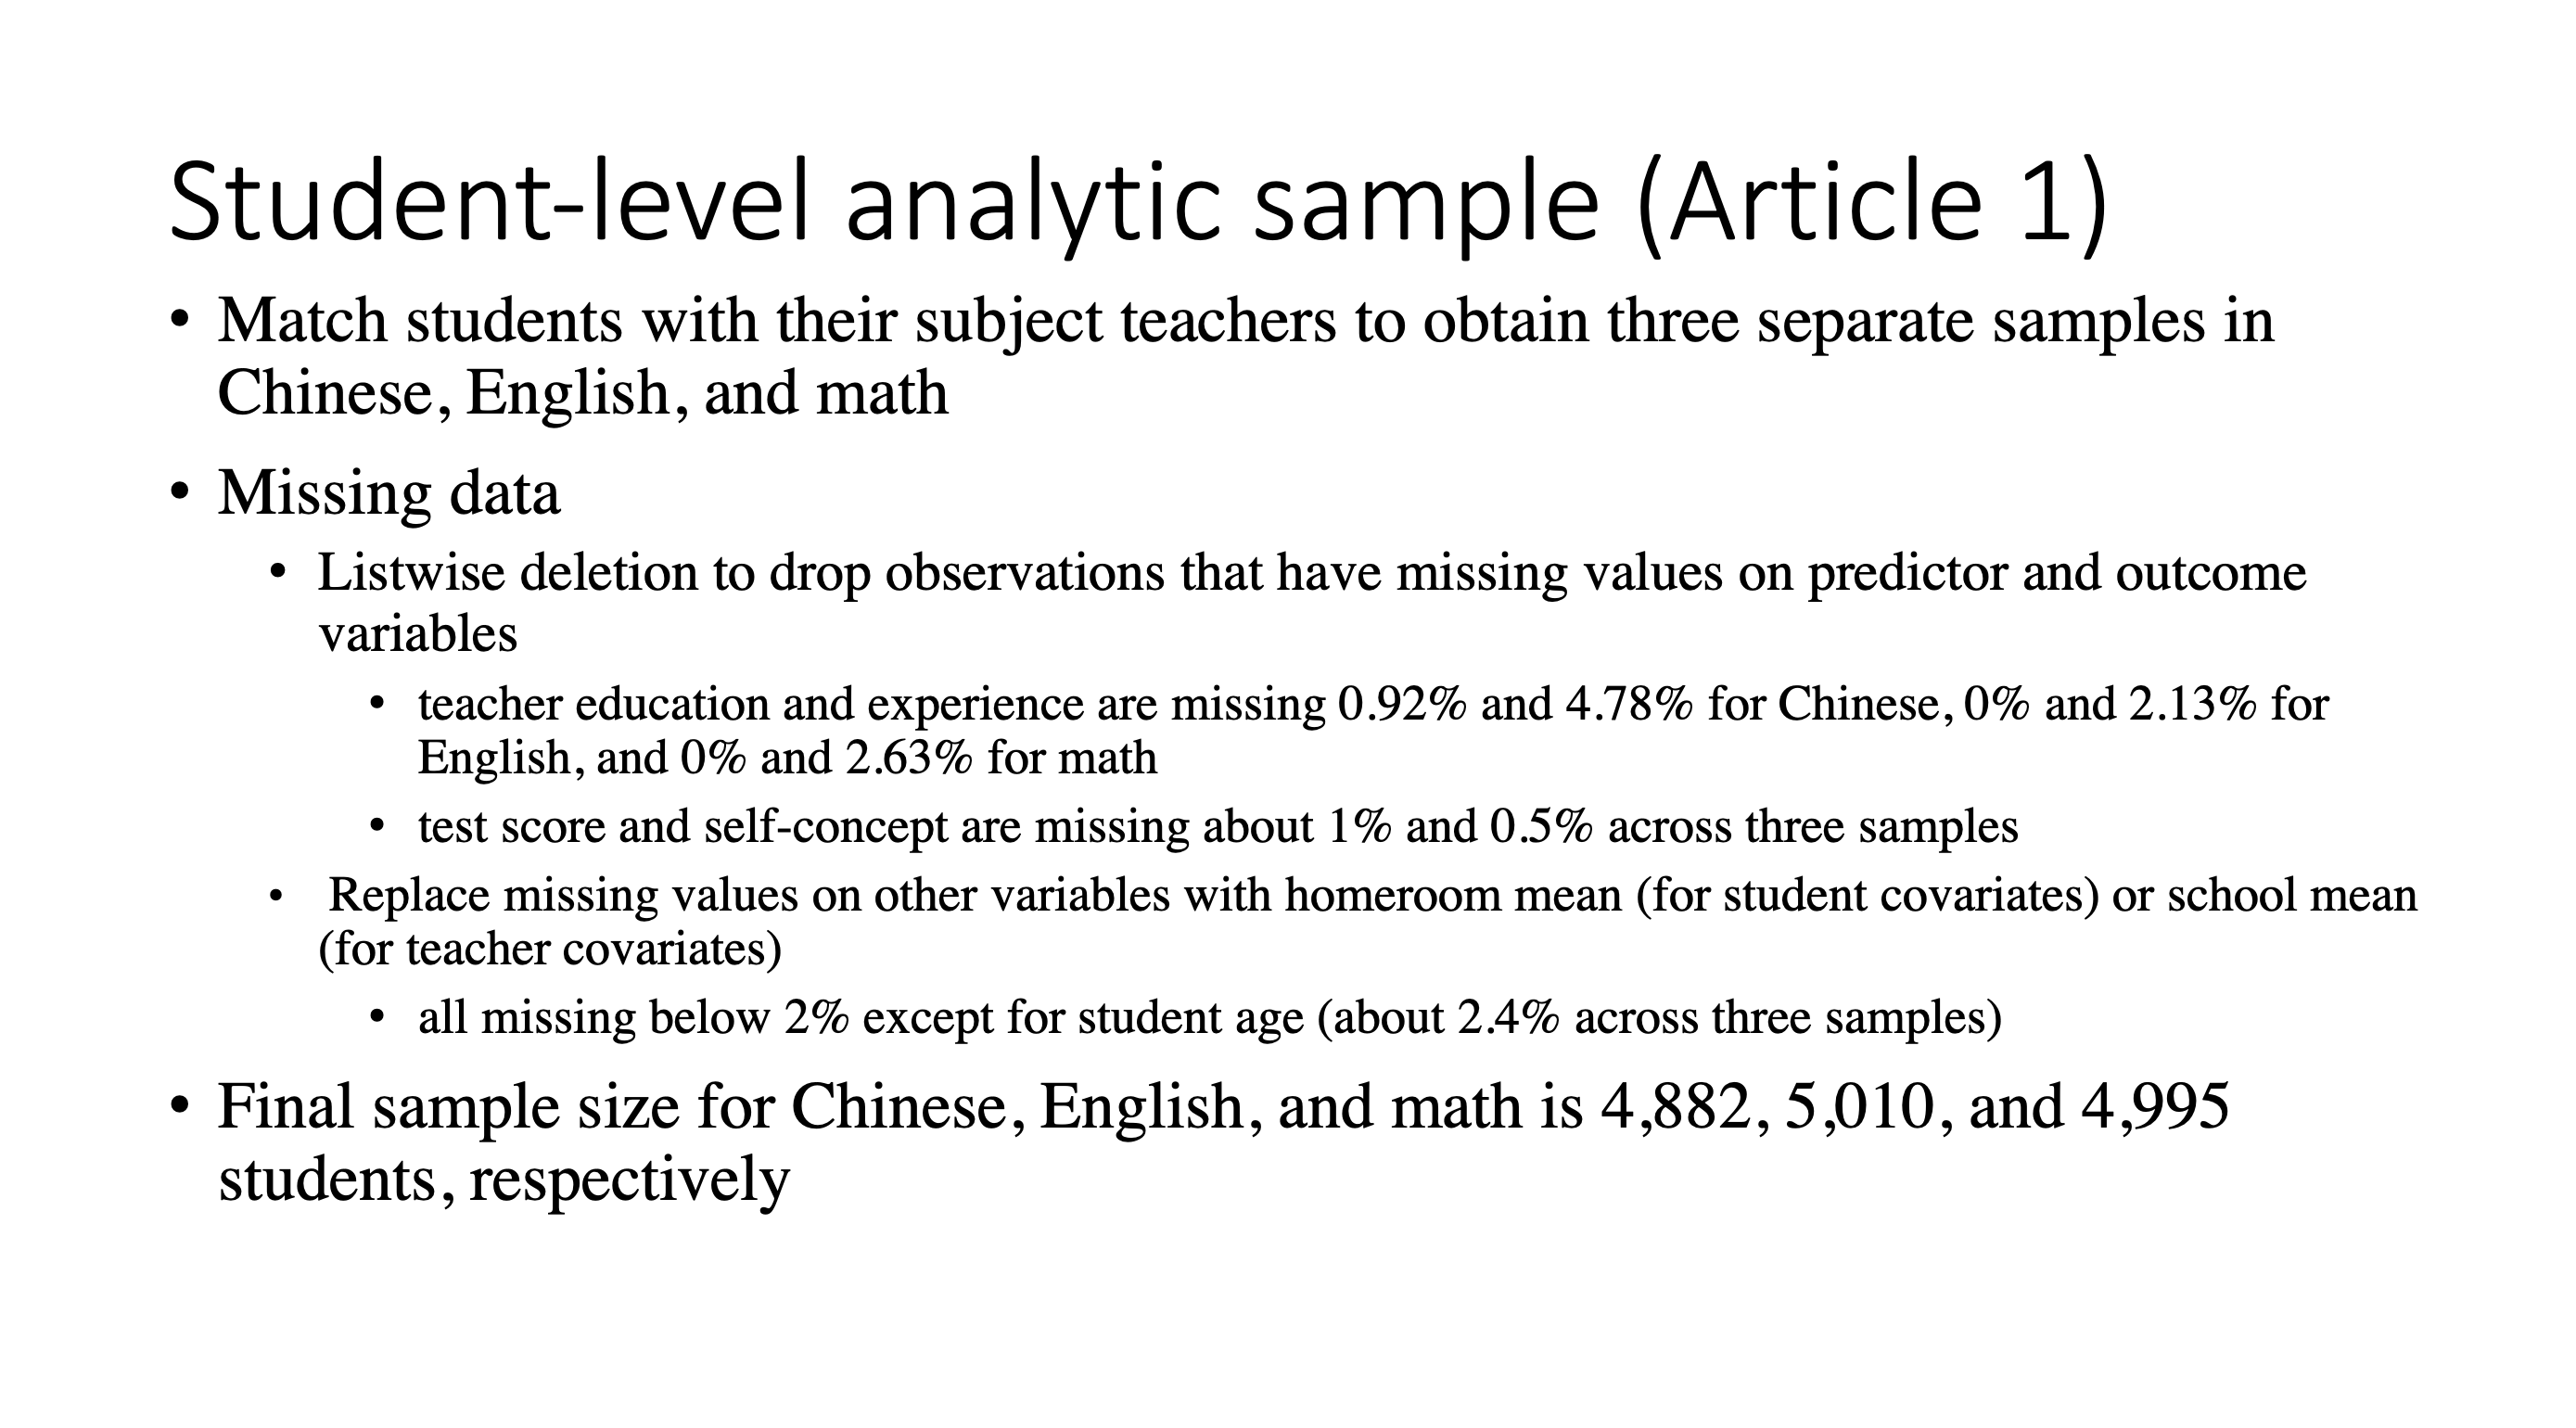 Student-level analytic sample (Article 1)
• Match students with their subject teachers to obtain three separate samples in
Chinese, English, and math
• Missing data
• Listwise deletion to drop observations that have missing values on predictor and outcome
variables
• teacher education and experience are missing 0.92% and 4.78% for Chinese, 0% and 2.13% for
English, and 0% and 2.63% for math
• test score and self-concept are missing about 1% and 0.5% across three samples
• Replace missing values on other variables with homeroom mean (for student covariates) or school mean
(for teacher covariates)
• all missing below 2% except for student age (about 2.4% across three samples)
• Final sample size for Chinese, English, and math is 4,882, 5,010, and 4,995
students, respectively